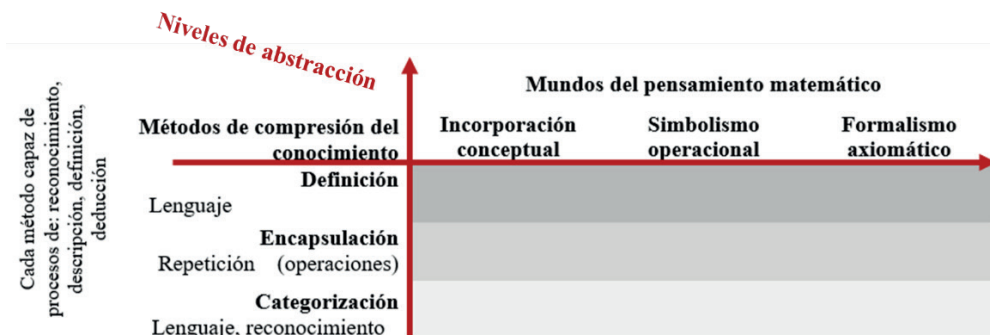 Niveles de abstracción
Mundos del pensamiento matemático
Métodos de compresión del
conocimiento
Incorporación
conceptual
Simbolismo
operacional
Formalismo
axiomático
Cada método capaz de
procesos de: reconocimiento,
descripción, definición,
deducción
Definición
Lenguaje
Encapsulación
Repetición (operaciones)
Categorización
Lenguaje, reconocimiento